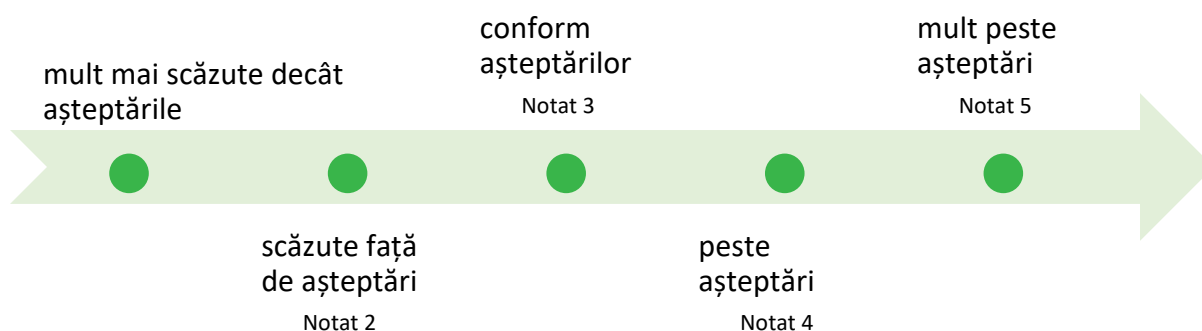 mult mai scăzute decât
așteptările
scăzute față
de așteptări
Notat 2
conform
așteptărilor
Notat 3
peste
așteptări
Notat 4
mult peste
așteptări
Notat 5